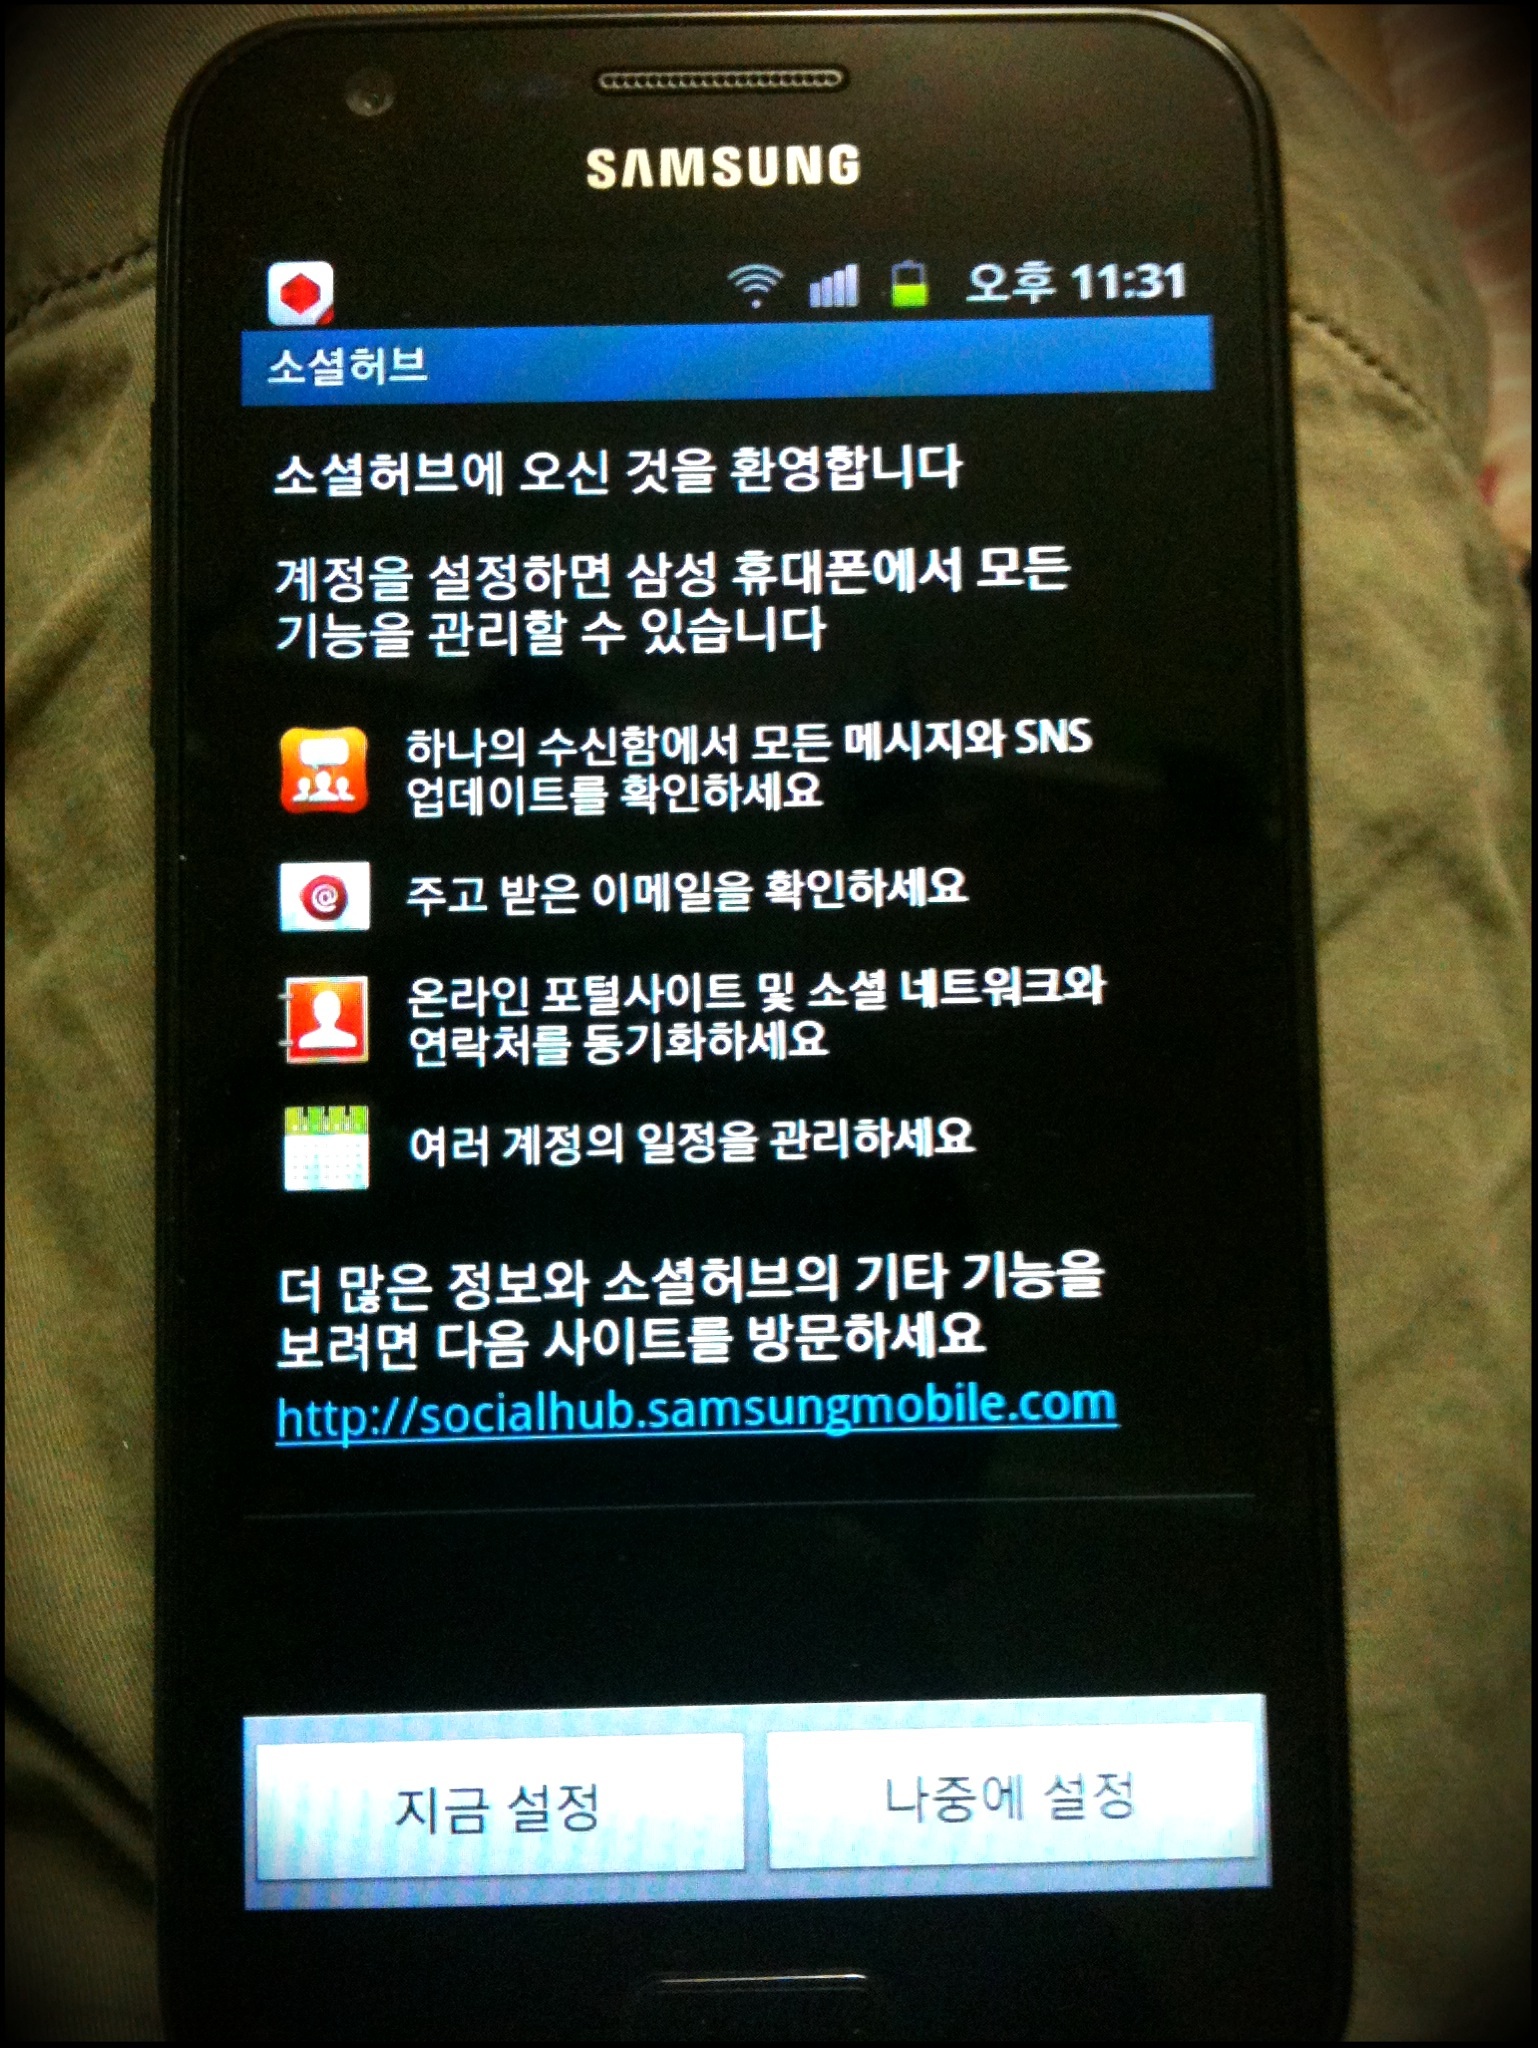 SAMSUNG
오후 11:31
소셜허브
소셜허브에 오신 것을 환영합니다
계정을 설정하면 삼성 휴대폰에서 모든
기능을 관리할 수 있습니다
하나의 수신함에서 모든 메시지와 SNS
업데이트를 확인하세요
@
주고 받은 이메일을 확인하세요
온라인 포털사이트 및 소셜 네트워크와
연락처를 동기화하세요
여러 계정의 일정을 관리하세요
더 많은 정보와 소셜허브의 기타 기능을
보려면 다음 사이트를 방문하세요
http://socialhub.samsungmobile.com
지금 설정
나중에 설정